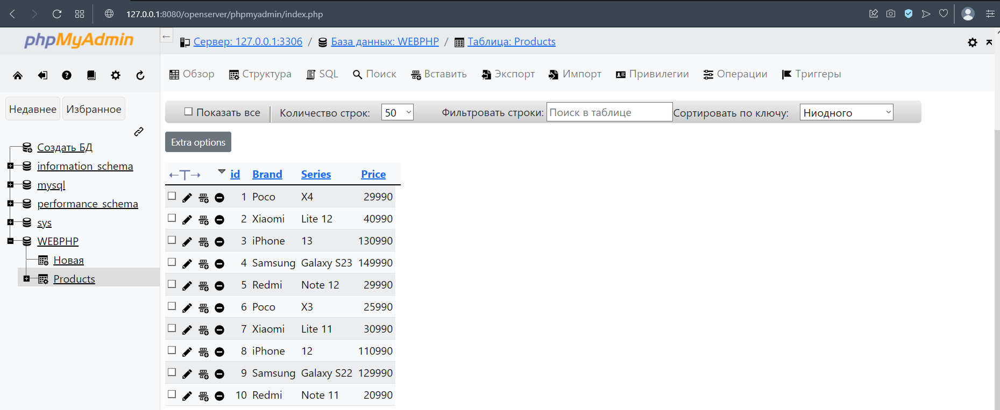 127.0.0.1:8080/openserver/phpmyadmin/index.php
phpMyAdmin
Недавнее Избранное
Создать БД
information_schema
mysql
performance_schema
sys
WEBPHP
Новая
Products
Сервер: 127.0.0.1:3306 / База данных: WEBPHP / Таблица: Products
Обзор Структура SQL Поиск Вставить Экспорт Импорт Привилегии Операции Триггеры
Показать все Количество строк: 50 Фильтровать строки: Поиск в таблице Сортировать по ключу: Ниодного
Extra options
←T→ id Brand Series Price
1 Poco X4 29990
2 Xiaomi Lite 12 40990
3 iPhone 13 130990
4 Samsung Galaxy S23 149990
5 Redmi Note 12 29990
6 Poco X3 25990
7 Xiaomi Lite 11 30990
8 iPhone 12 110990
9 Samsung Galaxy S22 129990
10 Redmi Note 11 20990